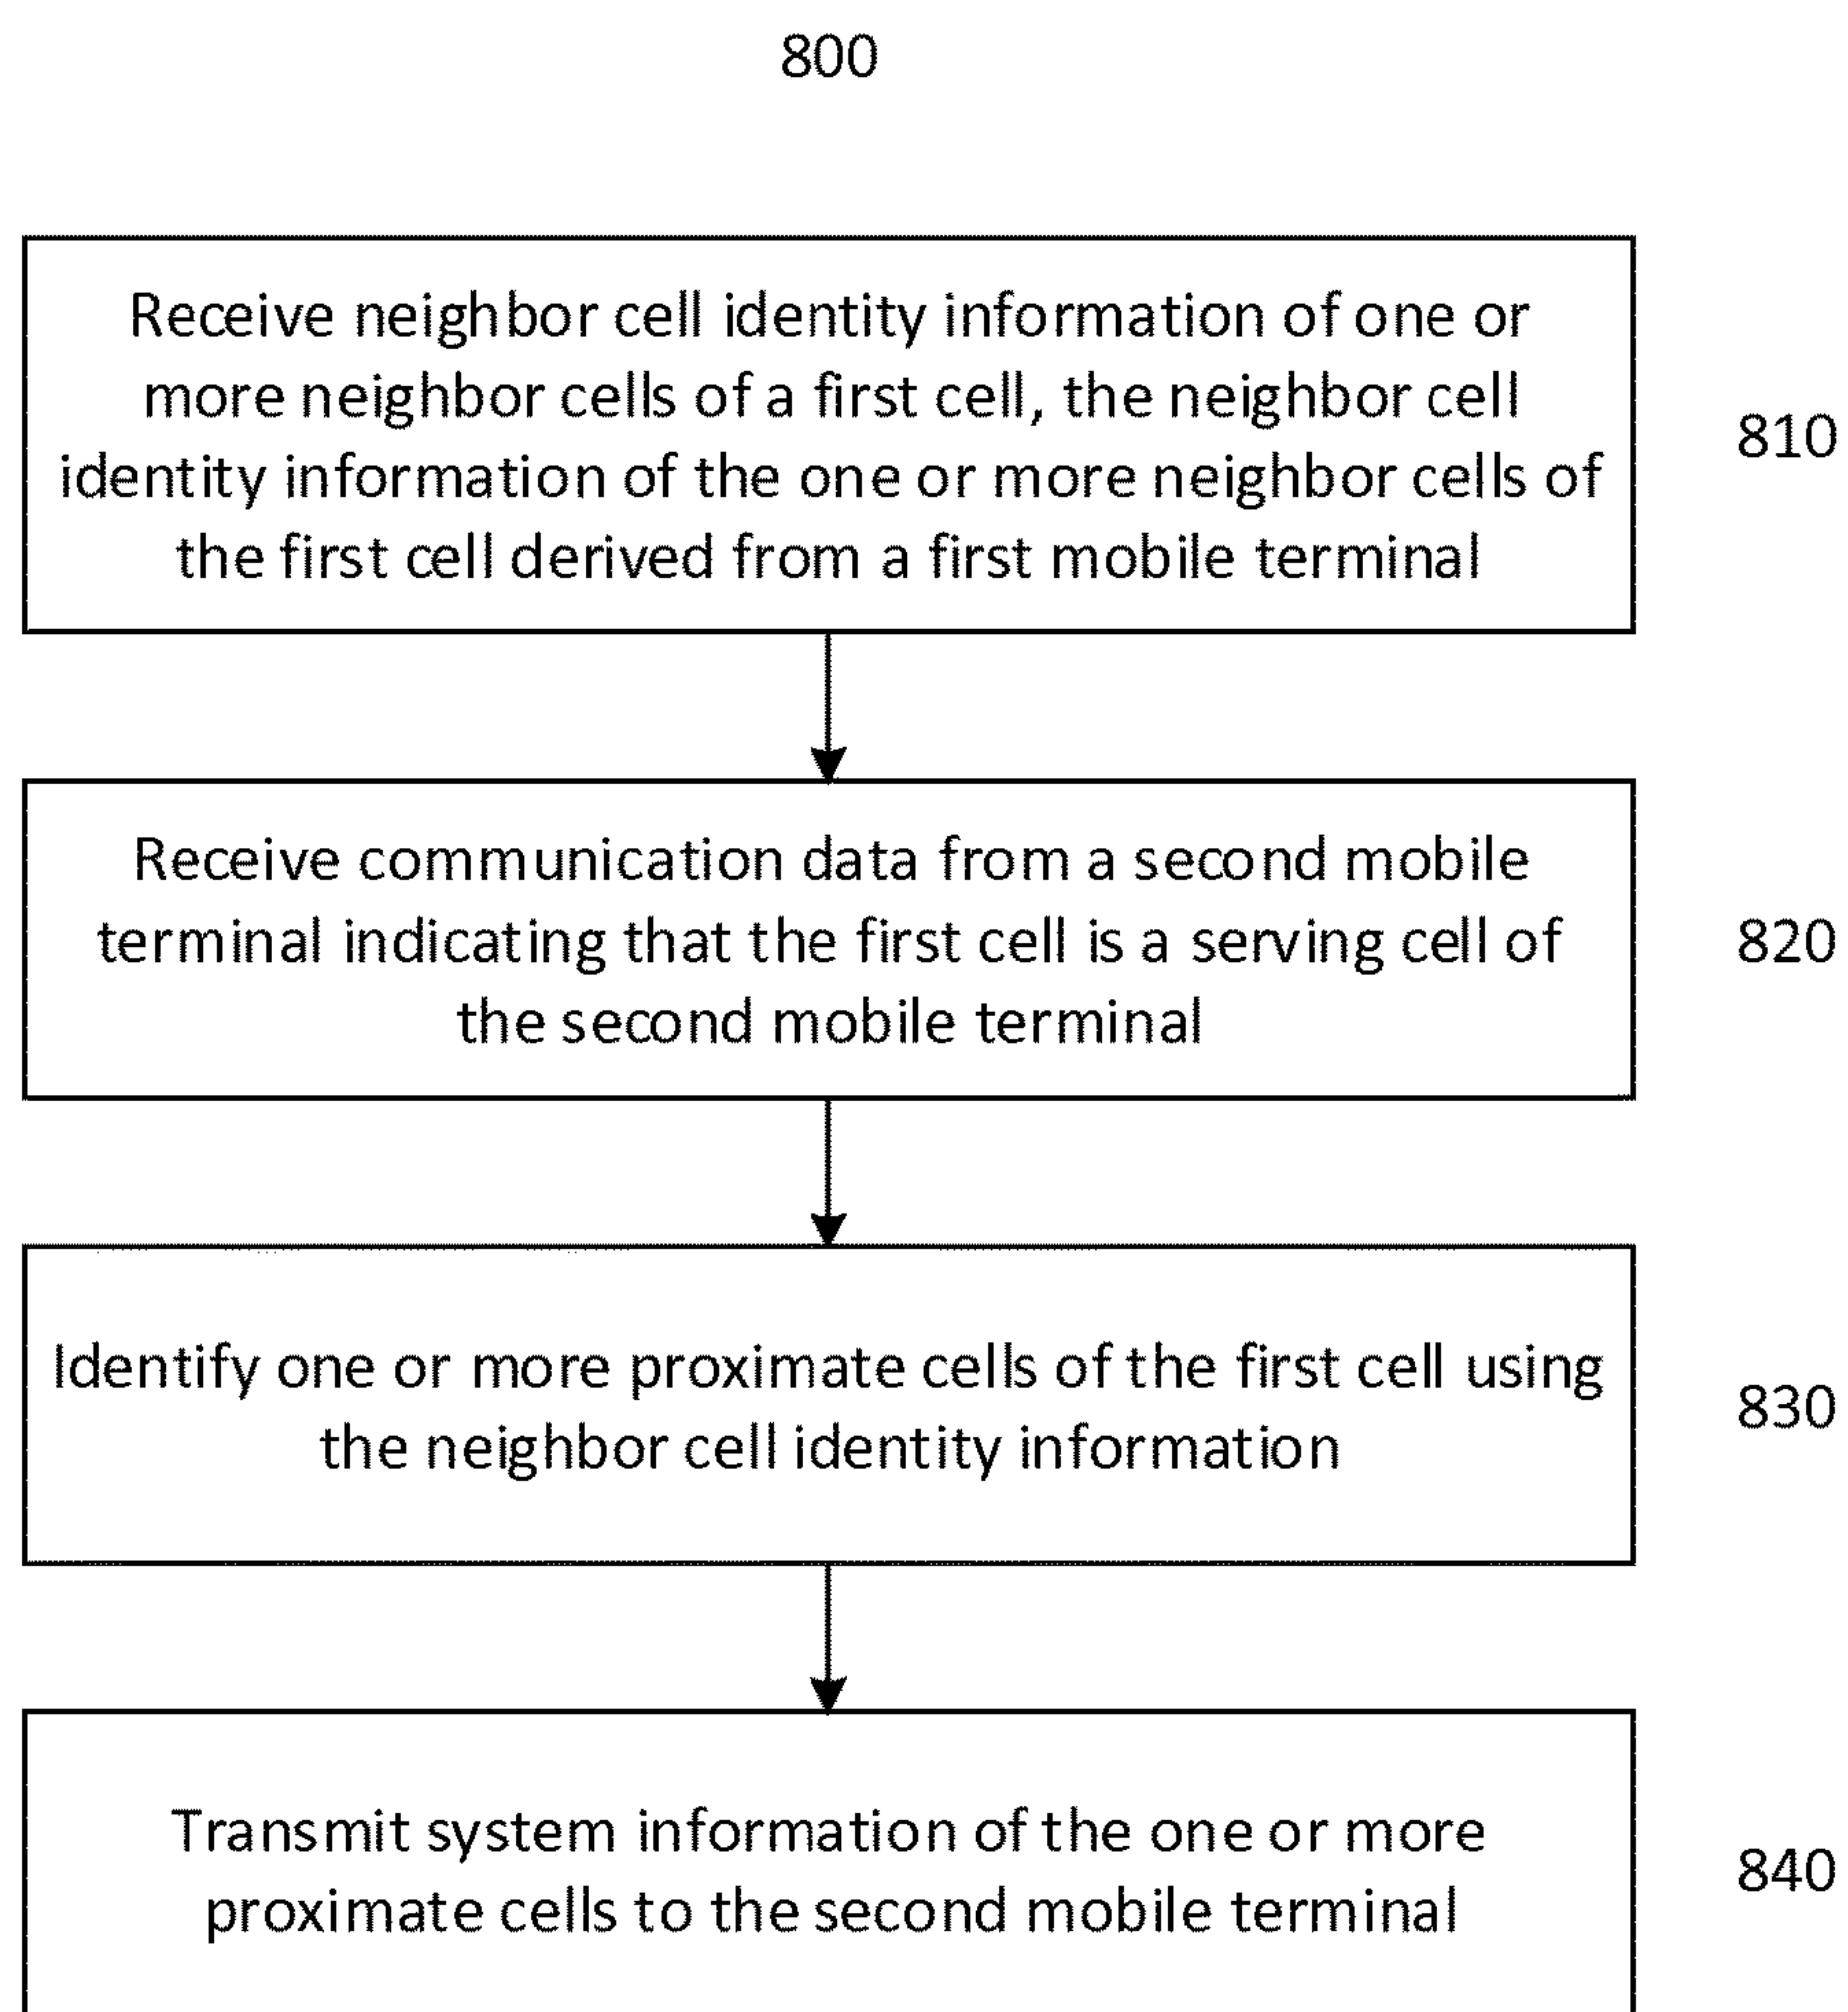 800
Receive neighbor cell identity information of one or
more neighbor cells of a first cell, the neighbor cell
identity information of the one or more neighbor cells of
the first cell derived from a first mobile terminal
810
Receive communication data from a second mobile
terminal indicating that the first cell is a serving cell of
the second mobile terminal
820
Identify one or more proximate cells of the first cell using
the neighbor cell identity information
830
Transmit system information of the one or more
proximate cells to the second mobile terminal
840